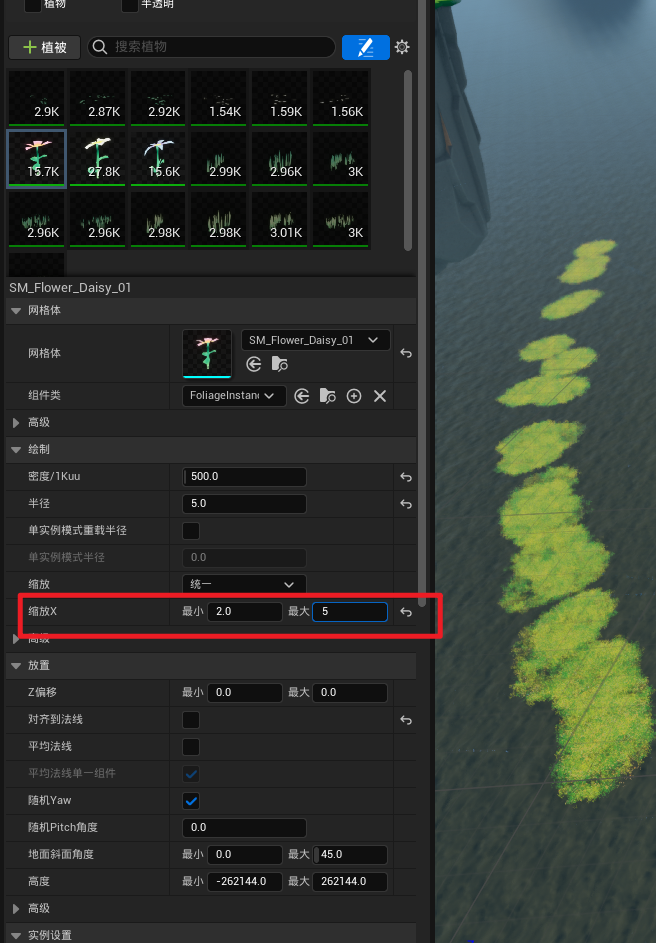 植物 半透明
植被 搜索植物
2.9K 2.87K 2.92K 1.54K 1.59K 1.56K
15.7K 27.8K 15.6K 2.99K 2.96K 3K
2.96K 2.96K 2.98K 2.98K 3.01K 3K
SM_Flower_Daisy_01
网格体
网格体 SM_Flower_Daisy_01
组件类 FoliageInstan
高级
绘制
密度/1Kuu 500.0
半径 5.0
单实例模式重载半径
单实例模式半径 0.0
缩放 统一
缩放X 最小 2.0 最大 5
高级
放置
Z偏移 最小 0.0 最大 0.0
对齐到法线
平均法线
平均法线单一组件
随机Yaw
随机Pitch角度 0.0
地面斜面角度 最小 0.0 最大 45.0
高度 最小 -262144.0 最大 262144.0
高级
实例设置